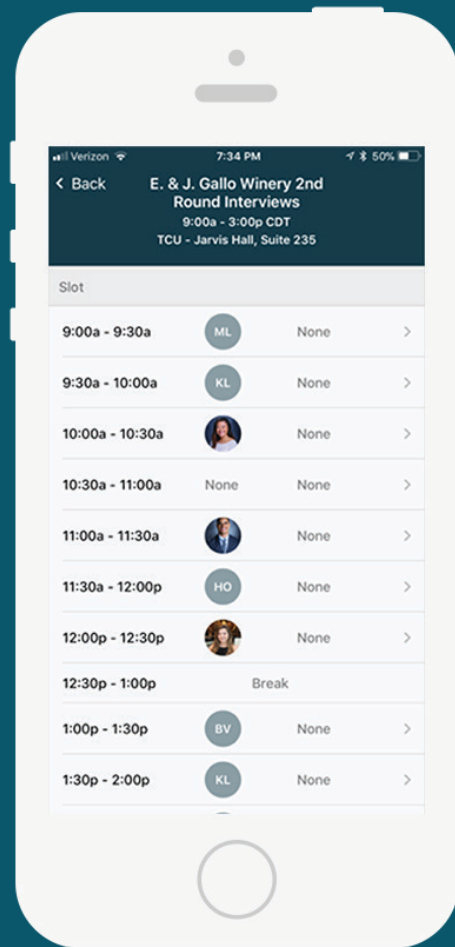 Verizon 7:34 PM 50%
Back E. & J. Gallo Winery 2nd
Round Interviews
9:00a - 3:00p CDT
TCU - Jarvis Hall, Suite 235
Slot
9:00a - 9:30a ML None
9:30a - 10:00a KL None
10:00a - 10:30a None
10:30a - 11:00a None None
11:00a - 11:30a None
11:30a - 12:00p HO None
12:00p - 12:30p None
12:30p - 1:00p Break
1:00p - 1:30p BV None
1:30p - 2:00p KL None